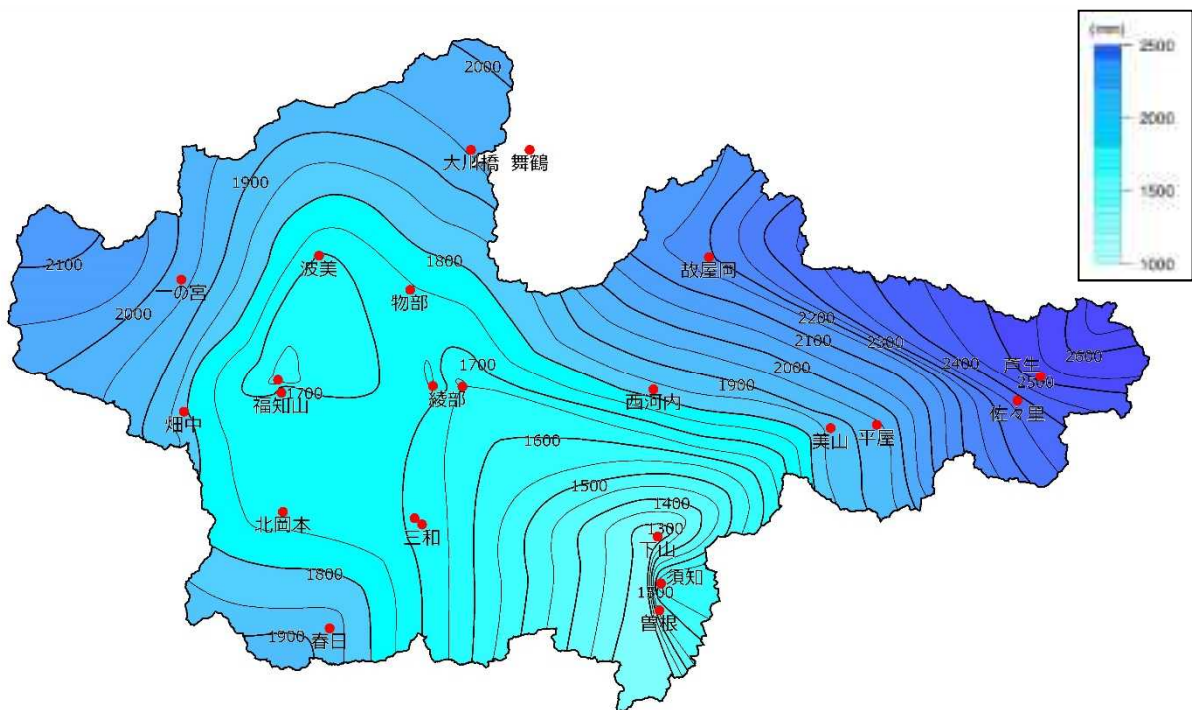 (mm)
2500
2000
1500
1000
2000
大川橋
舞鶴
1900
1800
2100
一の宮
2000
波美
物部
故屋岡
2200
2100
2300
2000
2400
2600
芦生
2500
佐々里
1700
1700
福知山
綾部
西河内
1900
畑中
美山
平屋
1600
1500
1400
1300
北岡本
三和
下山
須知
曽根
1800
1900
春日